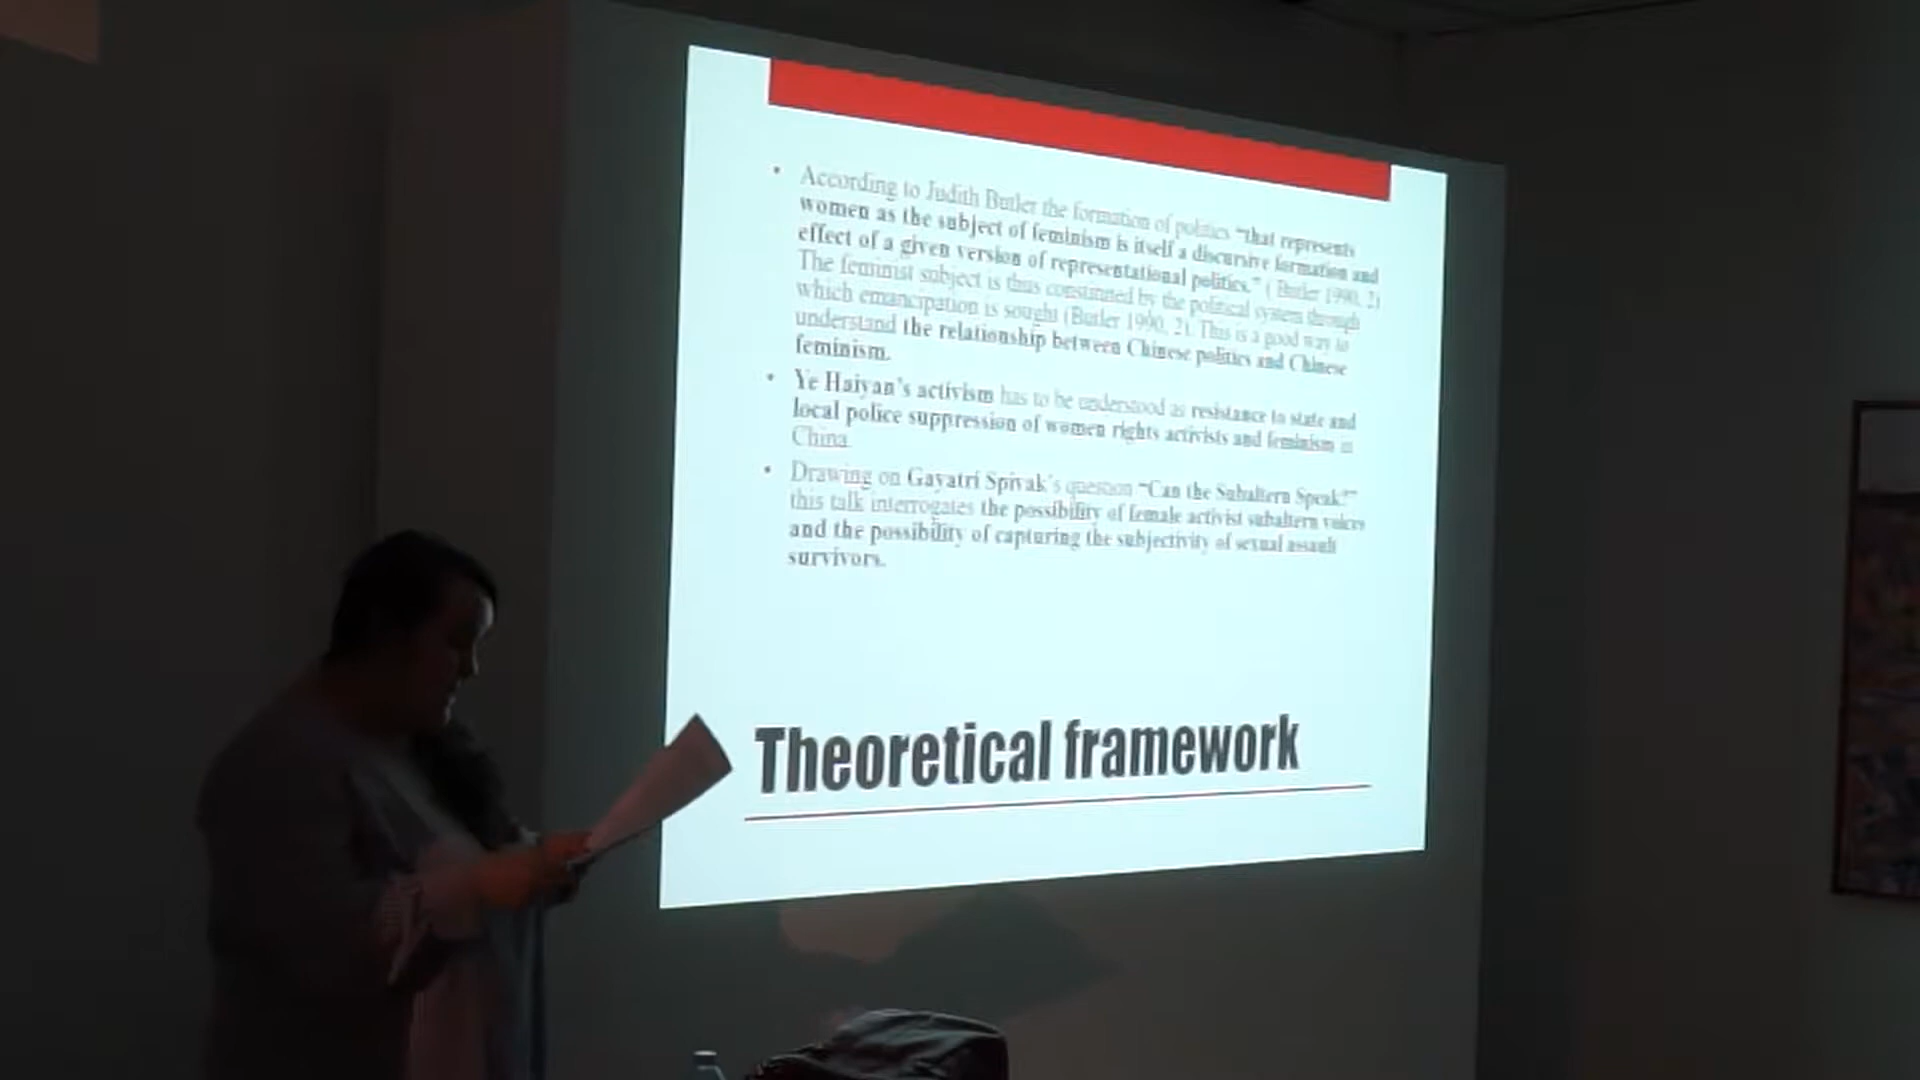 • According to Judith Butler the formation of politics “that represents
women as the subject of feminism is itself a discursive formation and
effect of a given version of representational politics.” ( Butler 1990, 2)
The feminist subject is thus constituted by the political system through
which emancipation is sought (Butler 1990, 2). This is a good way to
understand the relationship between Chinese politics and Chinese
feminism.
• Ye Haiyan’s activism has to be understood as resistance to state and
local police suppression of women rights activists and feminism in
China.
• Drawing on Gayatri Spivak’s question “Can the Subaltern Speak?”
this talk interrogates the possibility of female activist subaltern voices
and the possibility of capturing the subjectivity of sexual assault
survivors.
Theoretical framework